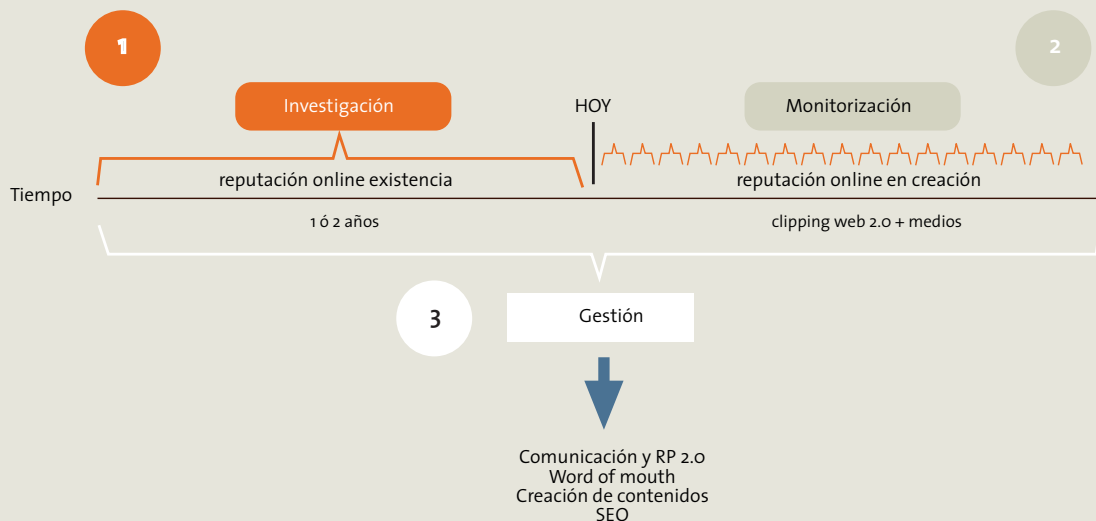 1
2
Investigación
HOY
Monitorización
Tiempo
reputación online existencia
reputación online en creación
1 ó 2 años
clipping web 2.0 + medios
3
Gestión
Comunicación y RP 2.0
Word of mouth
Creación de contenidos
SEO